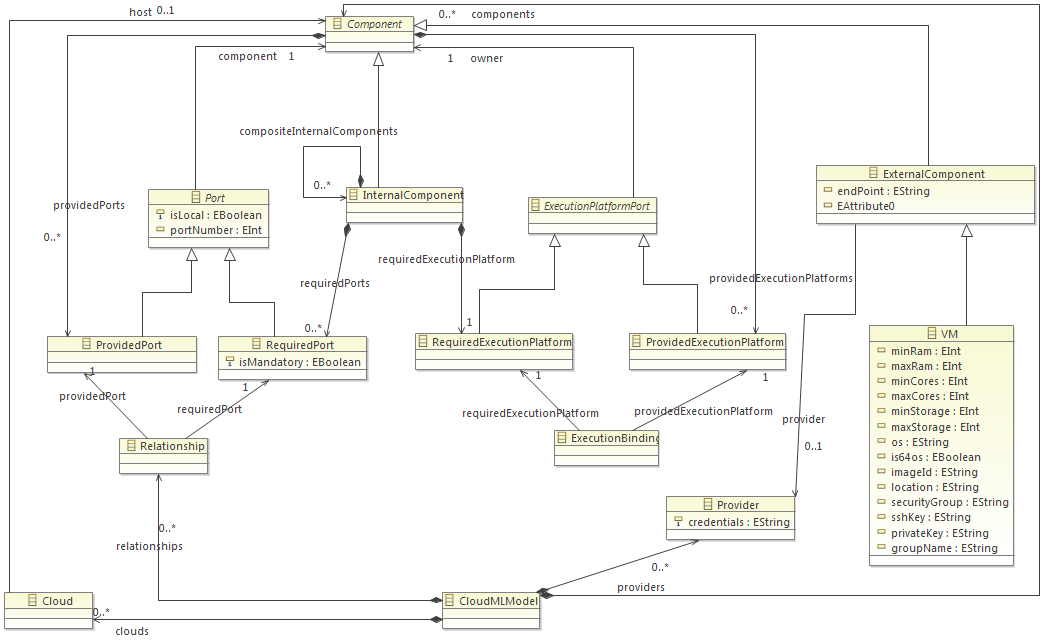 host 0..1
Component
0..* components
component 1
1 owner
compositeInternalComponents
0..*
providedPorts
0..*
Port
isLocal : EBoolean
portNumber : EInt
InternalComponent
ExecutionPlatformPort
ExternalComponent
endPoint : EString
EAttribute0
requiredPorts
0..*
requiredExecutionPlatform
1
providedExecutionPlatforms
0..*
ProvidedPort
RequiredPort
isMandatory : EBoolean
RequiredExecutionPlatform
ProvidedExecutionPlatform
VM
minRam : EInt
maxRam : EInt
minCores : EInt
maxCores : EInt
minStorage : EInt
maxStorage : EInt
os : EString
is64os : EBoolean
imageId : EString
location : EString
securityGroup : EString
sshKey : EString
privateKey : EString
groupName : EString
1
providedPort
1
requiredPort
1
requiredExecutionPlatform
1
providedExecutionPlatform
provider
0..1
Relationship
ExecutionBinding
Provider
credentials : EString
0..*
relationships
0..*
providers
Cloud
0..*
clouds
CloudMLModel